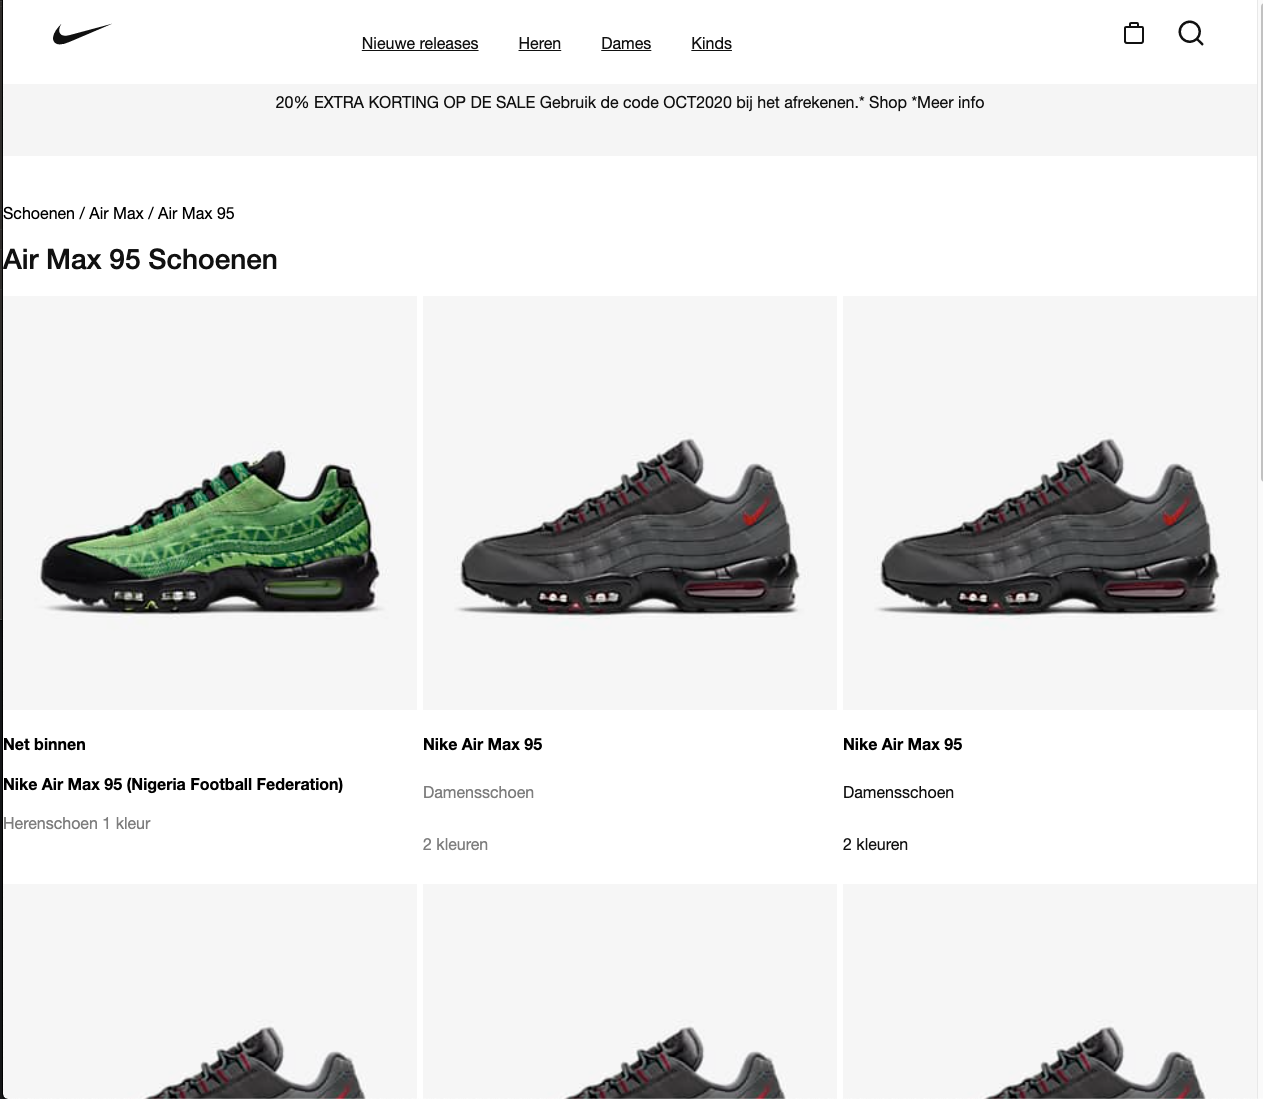 Nieuwe releases Heren Dames Kinds
20% EXTRA KORTING OP DE SALE Gebruik de code OCT2020 bij het afrekenen.* Shop *Meer info
Schoenen / Air Max / Air Max 95
Air Max 95 Schoenen
Net binnen
Nike Air Max 95 (Nigeria Football Federation)
Herenschoen 1 kleur
Nike Air Max 95
Damensschoen
2 kleuren
Nike Air Max 95
Damensschoen
2 kleuren